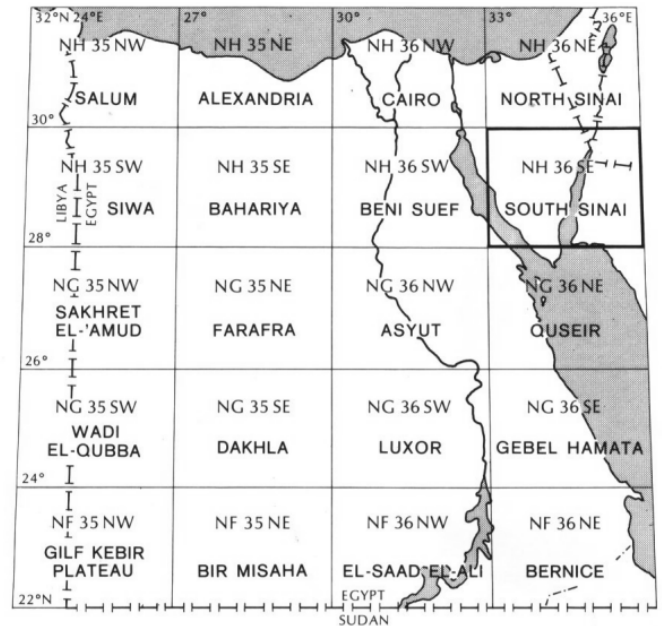 32°N 24°E 27° 30° 33° 36°E
NH 35 NW NH 35 NE NH 36 NW NH 36 NE
SALUM ALEXANDRIA CAIRO NORTH SINAI
30°
NH 35 SW NH 35 SE NH 36 SW NH 36 SE
LIBYA EGYPT
SIWA BAHARIYA BENI SUEF SOUTH SINAI
28°
NG 35 NW NG 35 NE NG 36 NW NG 36 NE
SAKHRET
EL-'AMUD FARAFRA ASYUT QUSEIR
26°
NG 35 SW NG 35 SE NG 36 SW NG 36 SE
WADI
EL-QUBBA DAKHLA LUXOR GEBEL HAMATA
24°
NF 35 NW NF 35 NE NF 36 NW NF 36 NE
GILF KEBIR
PLATEAU BIR MISAHA EL-SAAD EL-ALI BERNICE
22°N
EGYPT
SUDAN